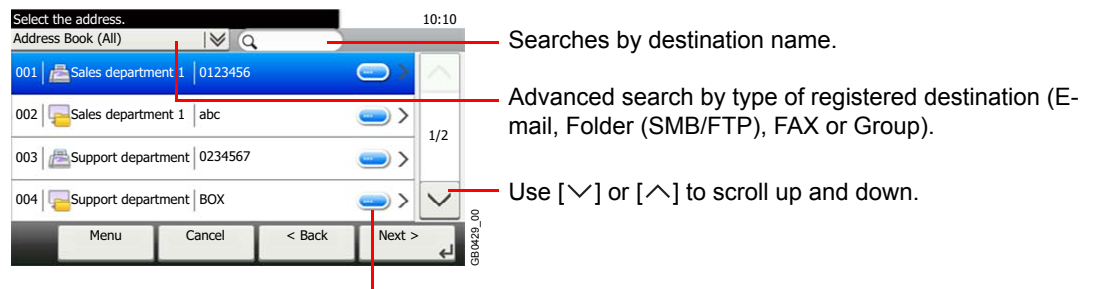 Select the address.
10:10
Address Book (All)
Searches by destination name.
001 Sales department 1 0123456
Advanced search by type of registered destination (E-
mail, Folder (SMB/FTP), FAX or Group).
002 Sales department 1 abc
1/2
003 Support department 0234567
Use [∨] or [∧] to scroll up and down.
004 Support department BOX
Menu Cancel < Back Next >
GB0429_00